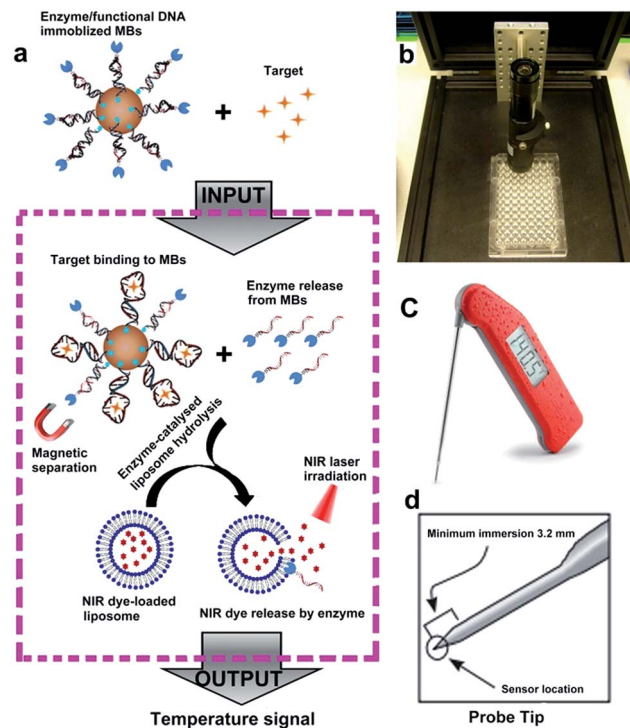 a
Enzyme/functional DNA
immoblized MBs
Target
INPUT
Target binding to MBs
Enzyme release
from MBs
Magnetic
separation
Enzyme-catalysed
liposome hydrolysis
NIR laser
irradiation
NIR dye-loaded
liposome
NIR dye release by enzyme
OUTPUT
Temperature signal
b
C
140.5
d
Minimum immersion 3.2 mm
Sensor location
Probe Tip